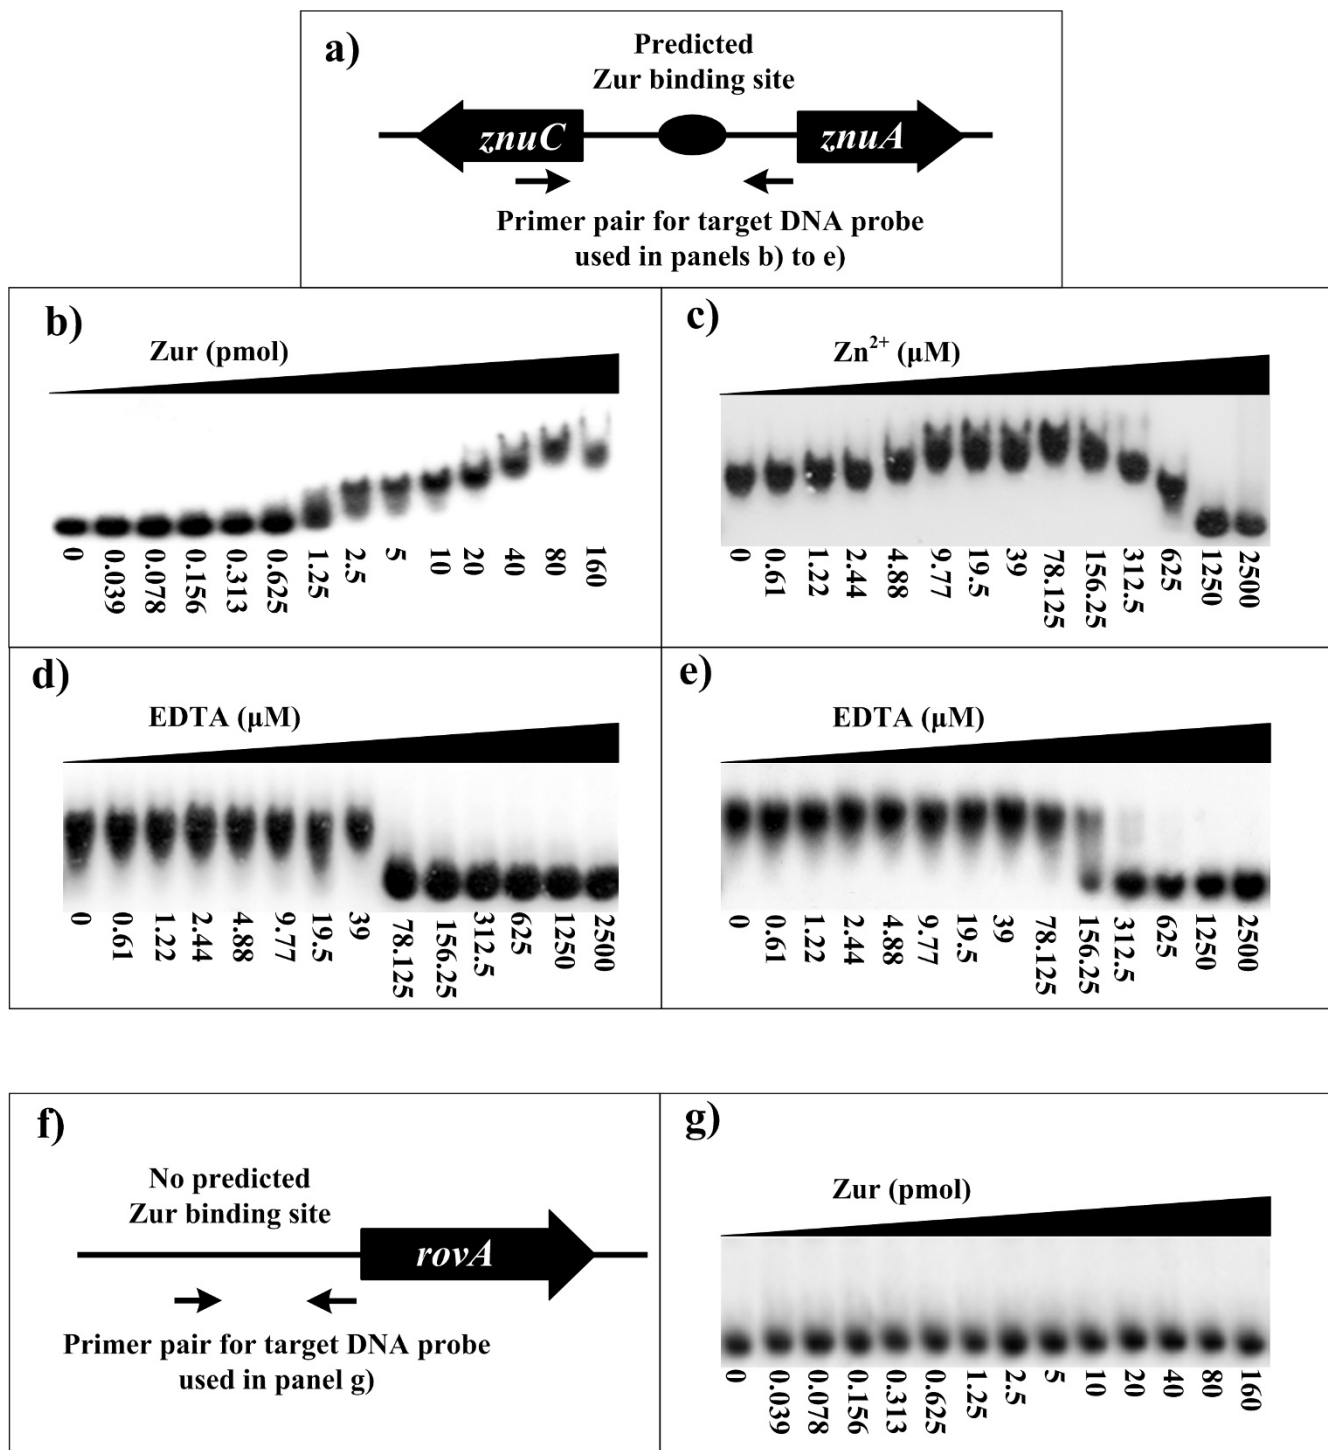 a)
Predicted
Zur binding site
znuC
znuA
Primer pair for target DNA probe
used in panels b) to e)
b)
Zur (pmol)
0 0.039 0.078 0.156 0.313 0.625 1.25 2.5 5 10 20 40 80 160
c)
Zn²⁺ (μM)
0 0.61 1.22 2.44 4.88 9.77 19.5 39 78.125 156.25 312.5 625 1250 2500
d)
EDTA (μM)
0 0.61 1.22 2.44 4.88 9.77 19.5 39 78.125 156.25 312.5 625 1250 2500
e)
EDTA (μM)
0 0.61 1.22 2.44 4.88 9.77 19.5 39 78.125 156.25 312.5 625 1250 2500
f)
No predicted
Zur binding site
rovA
Primer pair for target DNA probe
used in panel g)
g)
Zur (pmol)
0 0.039 0.078 0.156 0.313 0.625 1.25 2.5 5 10 20 40 80 160